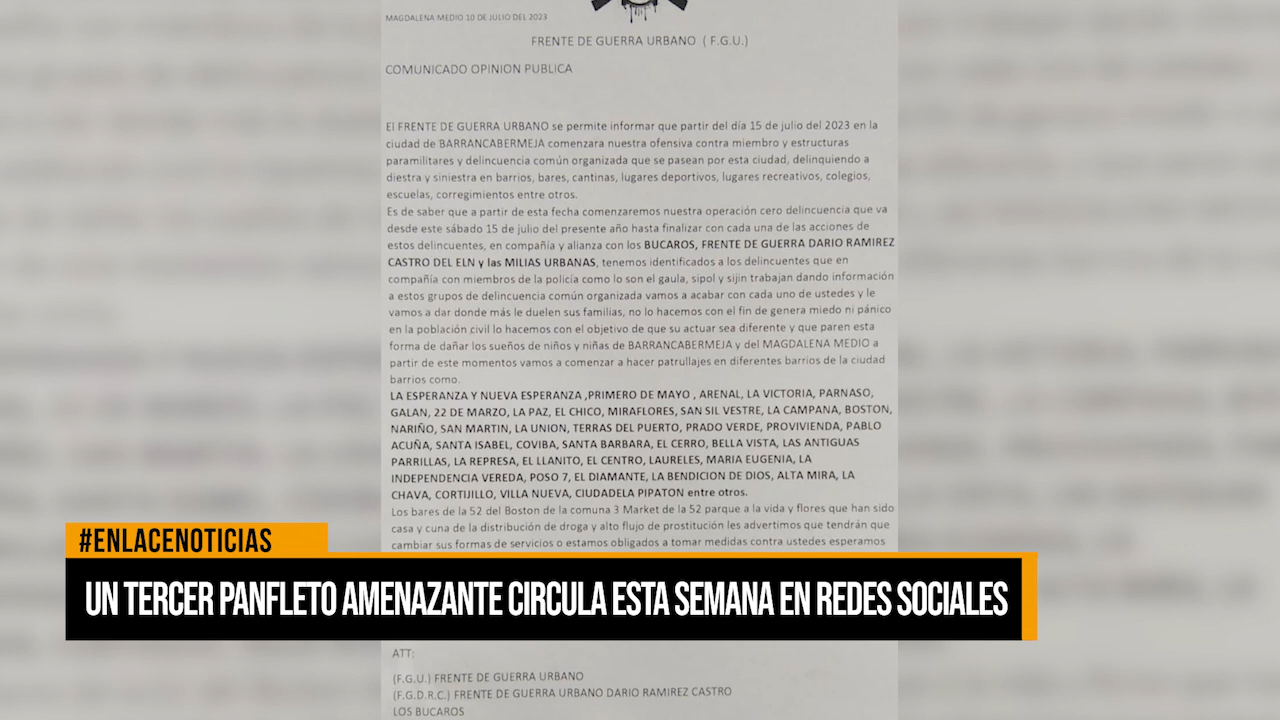 MAGDALENA MEDIO 10 DE JULIO DEL 2023
FRENTE DE GUERRA URBANO ( F.G.U.)
COMUNICADO OPINION PUBLICA
El FRENTE DE GUERRA URBANO se permite informar que partir del día 15 de julio del 2023 en la
ciudad de BARRANCABERMEJA comenzara nuestra ofensiva contra miembro y estructuras
paramilitares y delincuencia común organizada que se pasean por esta ciudad, delinquiendo a
diestra y siniestra en barrios, bares, cantinas, lugares deportivos, lugares recreativos, colegios,
escuelas, corregimientos entre otros.
Es de saber que a partir de esta fecha comenzaremos nuestra operación cero delincuencia que va
desde este sábado 15 de julio del presente año hasta finalizar con cada una de las acciones de
estos delincuentes, en compañía y alianza con los BUCAROS, FRENTE DE GUERRA DARIO RAMIREZ
CASTRO DEL ELN y las MILIAS URBANAS, tenemos identificados a los delincuentes que en
compañía con miembros de la policía como lo son el gaula, sipol y sijin trabajan dando información
a estos grupos de delincuencia común organizada vamos a acabar con cada uno de ustedes y le
vamos a dar donde más le duelen sus familias, no lo hacemos con el fin de genera miedo ni pánico
en la población civil lo hacemos con el objetivo de que su actuar sea diferente y que paren esta
forma de dañar los sueños de niños y niñas de BARRANCABERMEJA y del MAGDALENA MEDIO a
partir de este momentos vamos a comenzar a hacer patrullajes en diferentes barrios de la ciudad
barrios como.
LA ESPERANZA Y NUEVA ESPERANZA ,PRIMERO DE MAYO , ARENAL, LA VICTORIA, PARNASO,
GALAN, 22 DE MARZO, LA PAZ, EL CHICO, MIRAFLORES, SAN SIL VESTRE, LA CAMPANA, BOSTON,
NARIÑO, SAN MARTIN, LA UNION, TERRAS DEL PUERTO, PRADO VERDE, PROVIVIENDA, PABLO
ACUÑA, SANTA ISABEL, COVIBA, SANTA BARBARA, EL CERRO, BELLA VISTA, LAS ANTIGUAS
PARRILLAS, LA REPRESA, EL LLANITO, EL CENTRO, LAURELES, MARIA EUGENIA, LA
INDEPENDENCIA VEREDA, POSO 7, EL DIAMANTE, LA BENDICION DE DIOS, ALTA MIRA, LA
CHAVA, CORTIJILLO, VILLA NUEVA, CIUDADELA PIPATON entre otros.
Los bares de la 52 del Boston de la comuna 3 Market de la 52 parque a la vida y flores que han sido
casa y cuna de la distribución de droga y alto flujo de prostitución les advertimos que tendrán que
cambiar sus formas de servicios o estamos obligados a tomar medidas contra ustedes esperamos
#ENLACENOTICIAS
UN TERCER PANFLETO AMENAZANTE CIRCULA ESTA SEMANA EN REDES SOCIALES
ATT:
(F.G.U.) FRENTE DE GUERRA URBANO
(F.G.D.R.C.) FRENTE DE GUERRA URBANO DARIO RAMIREZ CASTRO
LOS BUCAROS